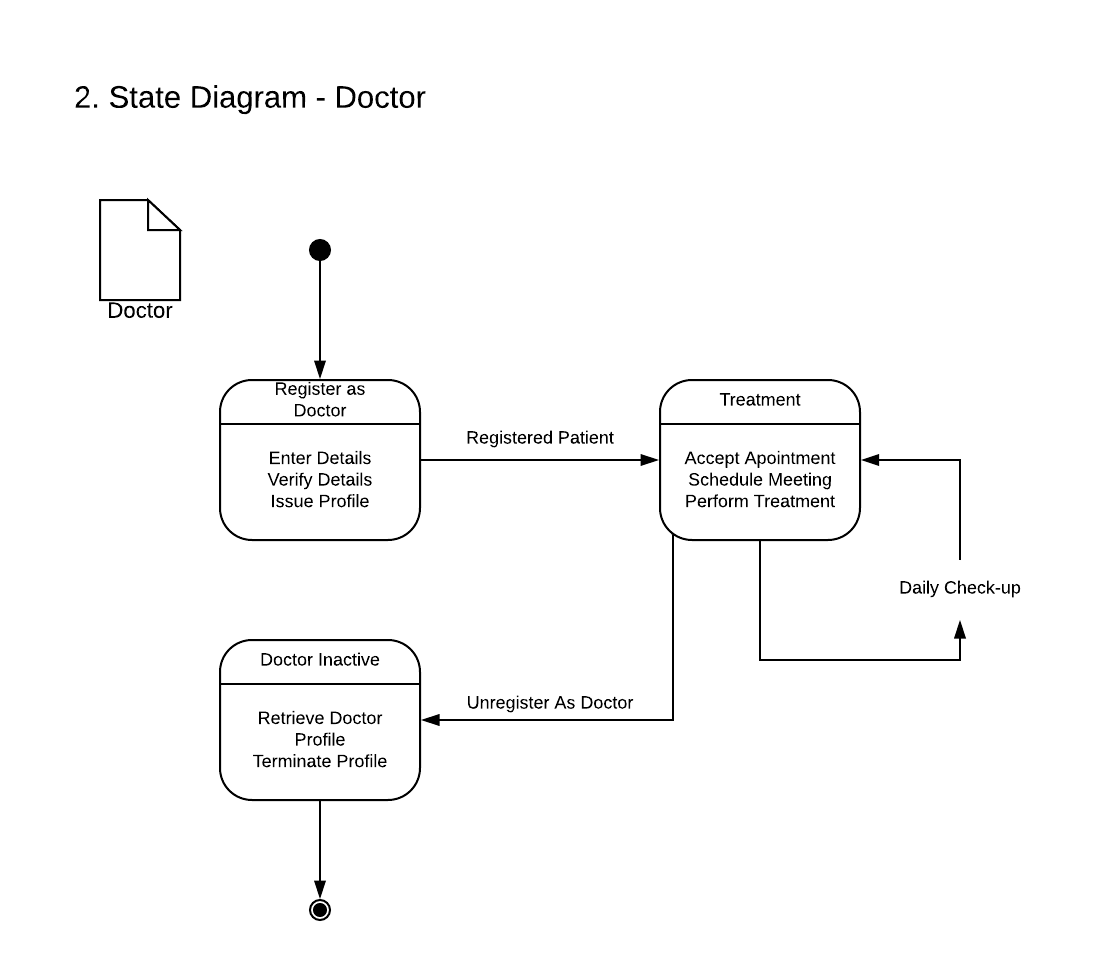 2. State Diagram - Doctor
Doctor
Register as
Doctor
Enter Details
Verify Details
Issue Profile
Registered Patient
Treatment
Accept Apointment
Schedule Meeting
Perform Treatment
Daily Check-up
Doctor Inactive
Retrieve Doctor
Profile
Terminate Profile
Unregister As Doctor